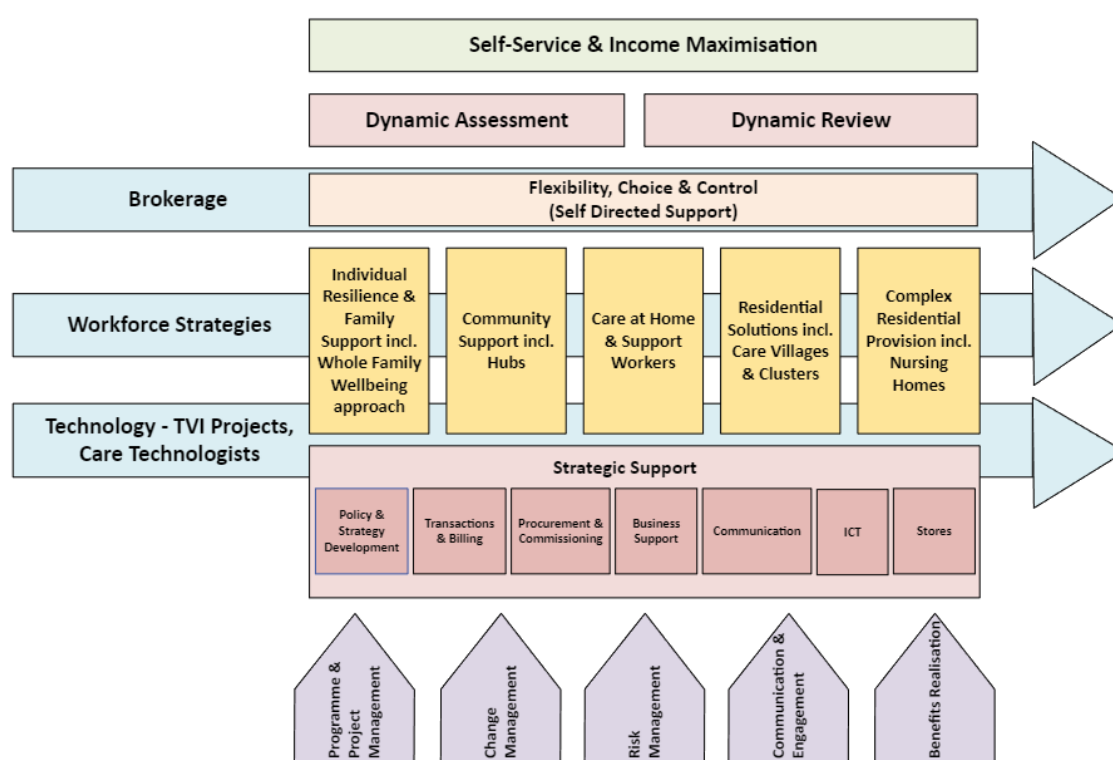 Self-Service & Income Maximisation
Dynamic Assessment
Dynamic Review
Brokerage
Flexibility, Choice & Control
(Self Directed Support)
Workforce Strategies
Individual
Resilience &
Family
Support incl.
Whole Family
Wellbeing
approach
Community
Support incl.
Hubs
Care at Home
& Support
Workers
Residential
Solutions incl.
Care Villages
& Clusters
Complex
Residential
Provision incl.
Nursing
Homes
Technology - TVI Projects,
Care Technologists
Strategic Support
Policy &
Strategy
Development
Transactions
& Billing
Procurement &
Commissioning
Business
Support
Communication
ICT
Stores
Programme &
Project
Management
Change
Management
Risk
Management
Communication &
Engagement
Benefits Realisation